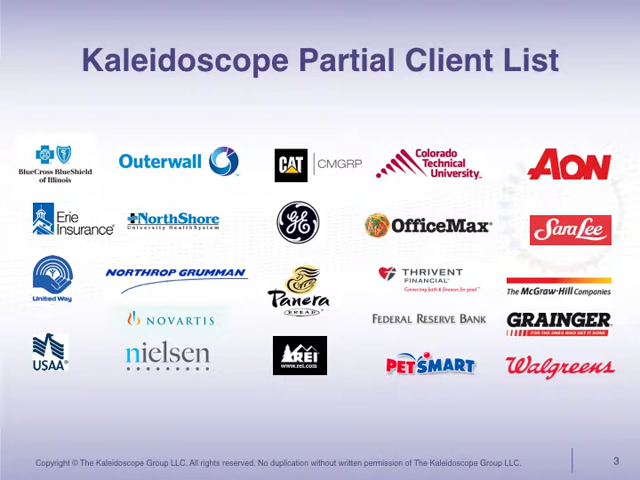 Kaleidoscope Partial Client List
BlueCross BlueShield
of Illinois
Outerwall
CAT
CMGRP
Colorado
Technical
University
AON
Erie
Insurance®
NorthShore
University HealthSystem
GE
OfficeMax®
Sara Lee
United Way
NORTHROP GRUMMAN
Panera
BREAD®
THRIVENT
FINANCIAL®
Connecting faith & finances for good.™
The McGraw·Hill Companies
NOVARTIS
FEDERAL RESERVE BANK
GRAINGER
FOR THE ONES WHO GET IT DONE
USAA®
nielsen
REI
www.rei.com
PETSMART
Walgreens
Copyright © The Kaleidoscope Group LLC. All rights reserved. No duplication without written permission of The Kaleidoscope Group LLC.
3